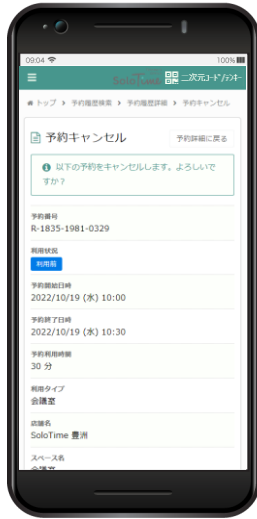 09:04 100%
SoloTime 二次元ｺｰﾄﾞ/ﾃﾝｷｰ
トップ > 予約履歴検索 > 予約履歴詳細 > 予約キャンセル
予約キャンセル 予約詳細に戻る
以下の予約をキャンセルします。よろしいで
すか？
予約番号
R-1835-1981-0329
利用状況
利用前
予約開始日時
2022/10/19 (水) 10:00
予約終了日時
2022/10/19 (水) 10:30
予約利用時間
30 分
利用タイプ
会議室
店舗名
SoloTime 豊洲
スペース名
会議室